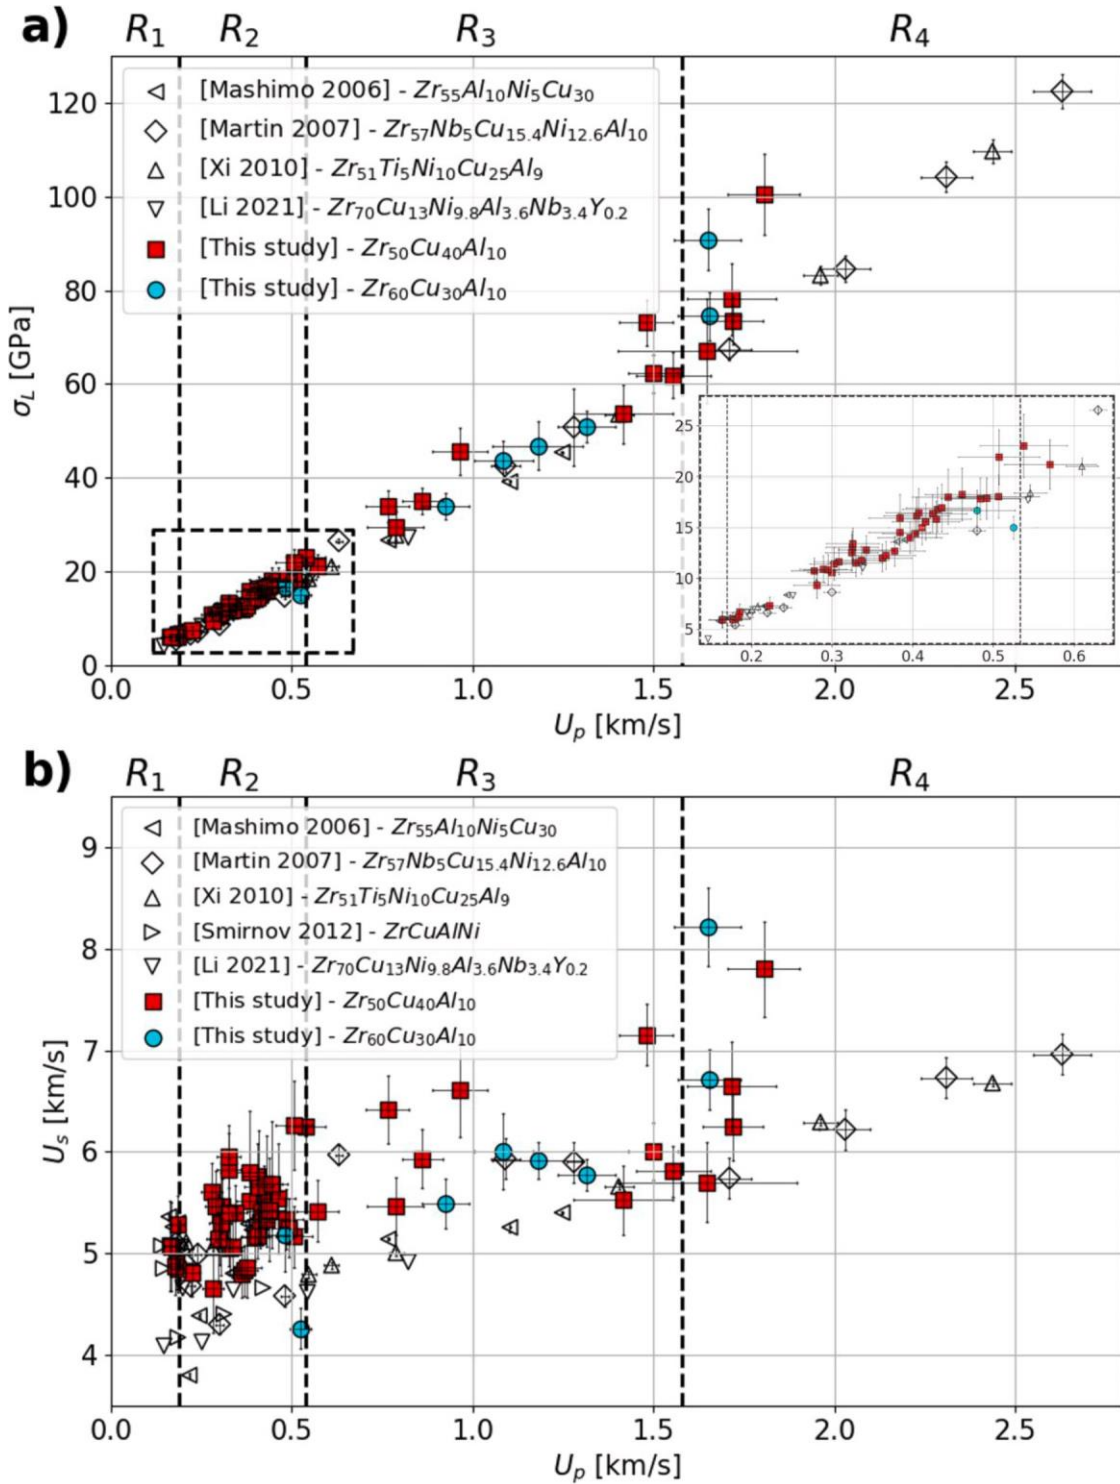 a) R1 R2 R3 R4
[Mashimo 2006] - Zr55Al10Ni5Cu30
[Martin 2007] - Zr57Nb5Cu15.4Ni12.6Al10
[Xi 2010] - Zr51Ti5Ni10Cu25Al9
[Li 2021] - Zr70Cu13Ni9.8Al3.6Nb3.4Y0.2
[This study] - Zr50Cu40Al10
[This study] - Zr60Cu30Al10
120
100
80
60
40
20
0
σL [GPa]
25
20
15
10
5
0.2 0.3 0.4 0.5 0.6
0.0 0.5 1.0 1.5 2.0 2.5
Up [km/s]
b) R1 R2 R3 R4
[Mashimo 2006] - Zr55Al10Ni5Cu30
[Martin 2007] - Zr57Nb5Cu15.4Ni12.6Al10
[Xi 2010] - Zr51Ti5Ni10Cu25Al9
[Smirnov 2012] - ZrCuAlNi
[Li 2021] - Zr70Cu13Ni9.8Al3.6Nb3.4Y0.2
[This study] - Zr50Cu40Al10
[This study] - Zr60Cu30Al10
9
8
7
6
5
4
Us [km/s]
0.0 0.5 1.0 1.5 2.0 2.5
Up [km/s]